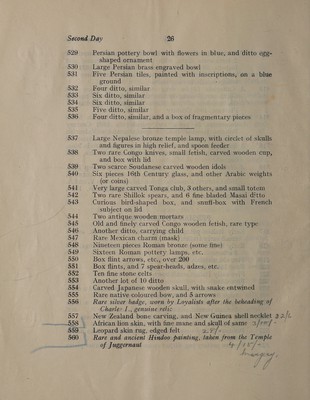 Second Day 26
529 Persian pottery bowl with flowers in blue, and ditto egg-
shaped ornament
530 Large Persian brass engraved bowl
531 Five Persian tiles, painted with inscriptions, on a blue
ground
532 Four ditto, similar
533 Six ditto, similar
534 Six ditto, similar
535 Five ditto, similar
536 Four ditto, similar, and a box of fragmentary pieces
537 Large Nepalese bronze temple lamp, with circlet of skulls
and figures in high relief, and spoon feeder
538 Two rare Congo knives, small fetish, carved wooden cup,
and box with lid
539 Two scarce Soudanese carved wooden idols
540 Six pieces 16th Century glass, and other Arabic weights
(or coins)
541 Very large carved Tonga club, 3 others, and small totem
542 Two rare Shillok spears, and 6 fine bladed Masai ditto
543 Curious bird-shaped box, and snuff-box with French
subject on lid
544 Two antique wooden mortars
545 Old and finely carved Congo wooden fetish, rare type
546 Another ditto, carrying child
547 Rare Mexican charm (mask)
548 Nineteen pieces Roman bronze (some fine)
549 Sixteen Roman pottery lamps, etc.
550 Box flint arrows, etc., over 200
551 Box flints, and 7 spear-heads, adzes, etc.
552 Ten fine stone celts
553 Another lot of 10 ditto
554 Carved Japanese wooden skull, with snake entwined
555 Rare native coloured bow, and 5 arrows
556 Rare silver badge, worn by Loyalists after the beheading of
Charles I., genuine relic
557 New Zealand bone carving, and New Guinea shell necklet
558 African lion skin, with fine mane and skull of same
559 Leopard skin rug, edged felt
560 Rare and ancient Hindoo painting, taken from the Temple
of Juggernaut